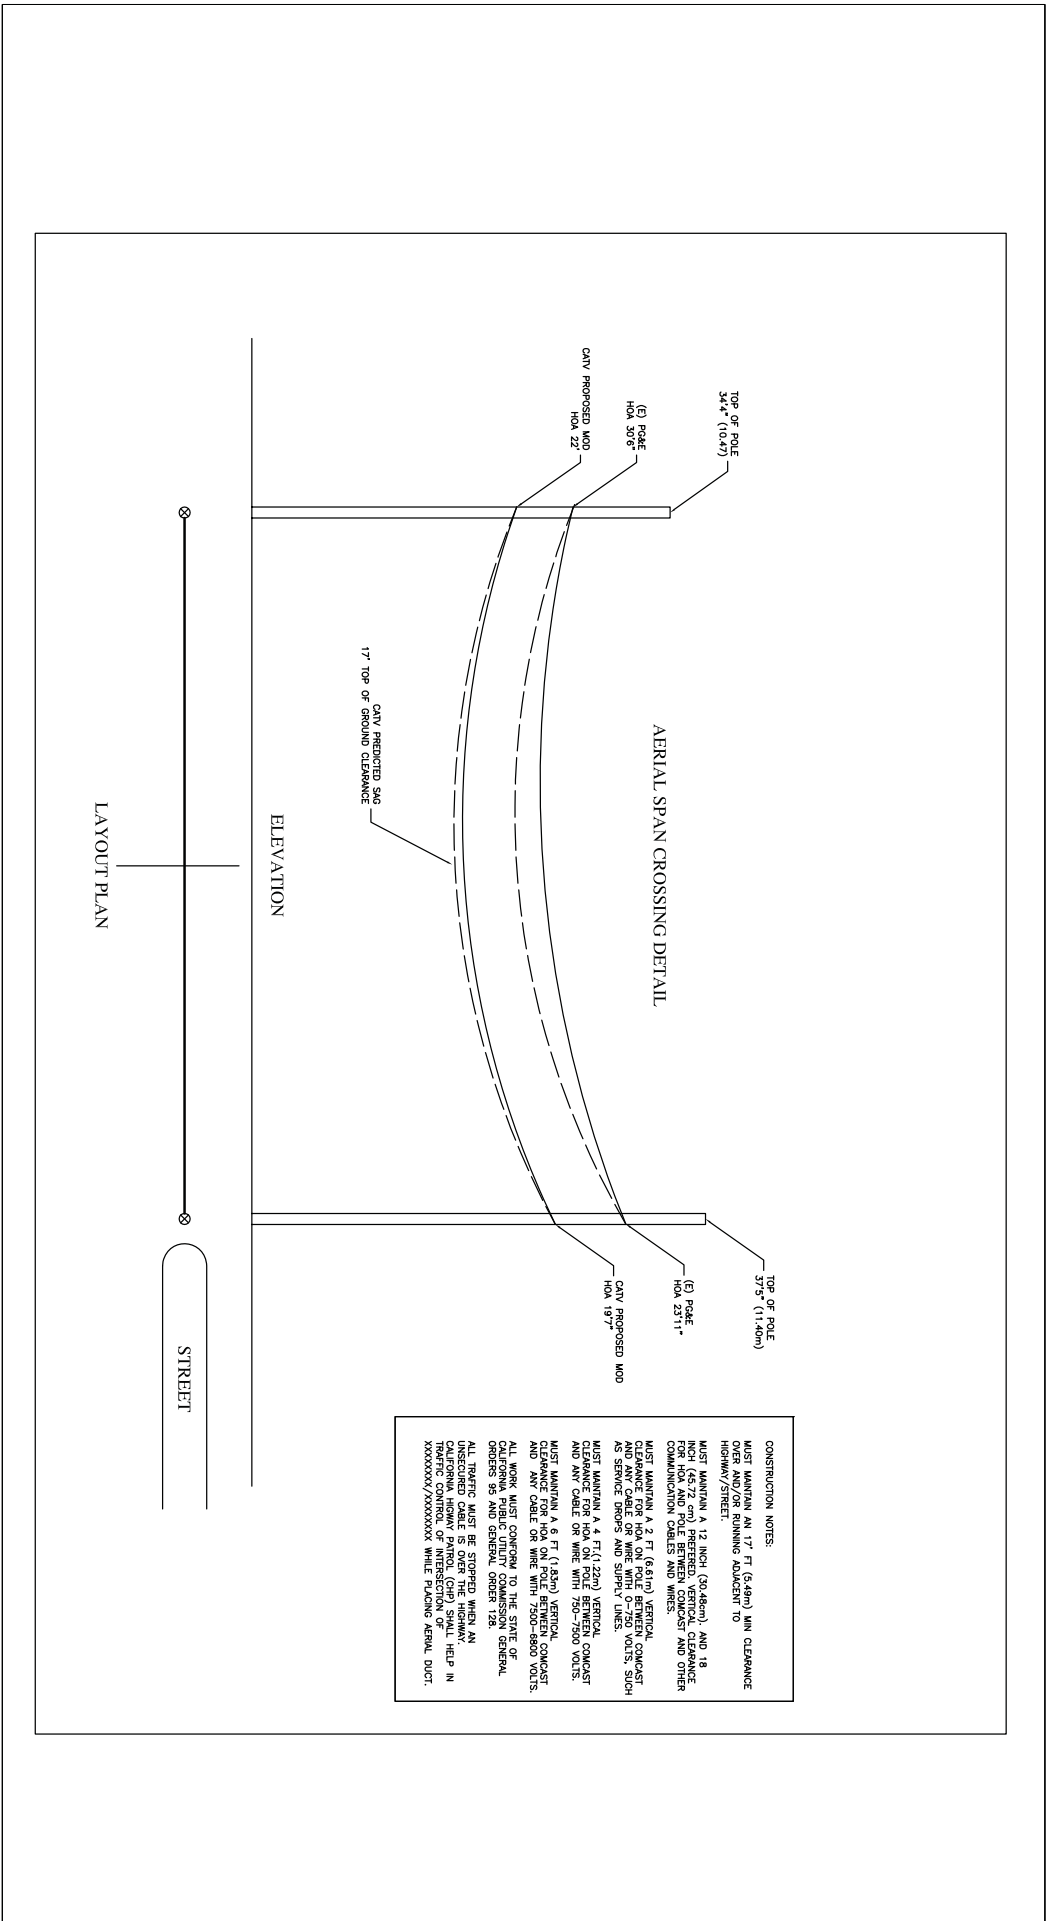 AERIAL SPAN CROSSING DETAIL
TOP OF POLE
34'4" (10.47)
(E) PG&E
HOA 30'6"
CATV PROPOSED MOD
HOA 22'
CATV PREDICTED SAG
17' TOP OF GROUND CLEARANCE
TOP OF POLE
37'5" (11.40m)
(E) PG&E
HOA 23'11"
CATV PROPOSED MOD
HOA 19'7"
ELEVATION
LAYOUT PLAN
STREET
CONSTRUCTION NOTES:
MUST MAINTAIN AN 17' FT (5.49m) MIN CLEARANCE
OVER AND/OR RUNNING ADJACENT TO
HIGHWAY/STREET.
MUST MAINTAIN A 12 INCH (30.48cm). AND 18
INCH (45.72 cm) PREFERED. VERTICAL CLEARANCE
FOR HOA AND POLE BETWEEN COMCAST AND OTHER
COMMUNICATION CABLES AND WIRES.
MUST MAINTAIN A 2 FT (6.61m) VERTICAL
CLEARANCE FOR HOA ON POLE BETWEEN COMCAST
AND ANY CABLE OR WIRE WITH 0-750 VOLTS, SUCH
AS SERVICE DROPS AND SUPPLY LINES.
MUST MAINTAIN A 4 FT.(1.22m) VERTICAL
CLEARANCE FOR HOA ON POLE BETWEEN COMCAST
AND ANY CABLE OR WIRE WITH 750-7500 VOLTS.
MUST MAINTAIN A 6 FT (1.83m) VERTICAL
CLEARANCE FOR HOA ON POLE BETWEEN COMCAST
AND ANY CABLE OR WIRE WITH 7500-6800 VOLTS.
ALL WORK MUST CONFORM TO THE STATE OF
CALIFORNIA PUBLIC UTILITY COMMISSION GENERAL
ORDERS 95 AND GENERAL ORDER 128.
ALL TRAFFIC MUST BE STOPPED WHEN AN
UNSECURED CABLE IS OVER THE HIGHWAY.
CALIFORNIA HIGWAY PATROL (CHP) SHALL HELP IN
TRAFFIC CONTROL OF INTERSECTION OF
XXXXXXXX/XXXXXXXX WHILE PLACING AERIAL DUCT.